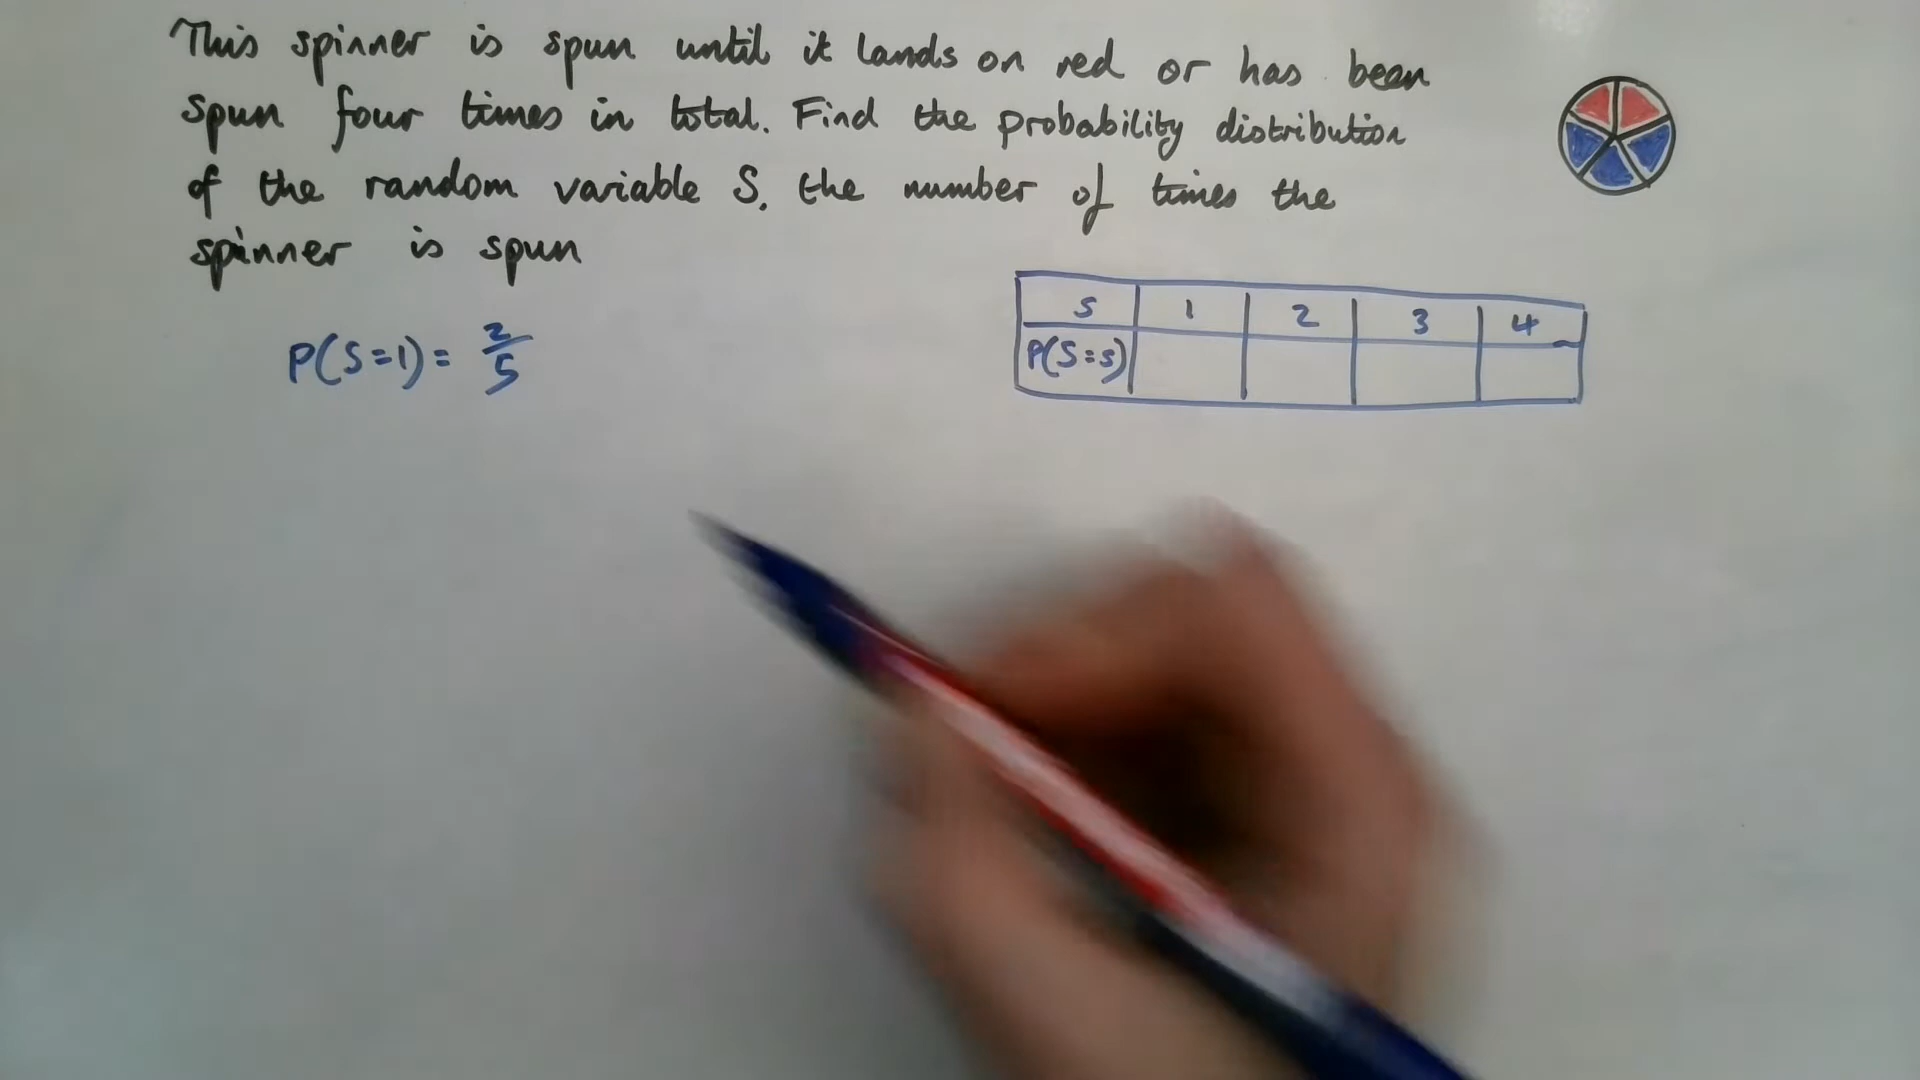 This spinner is spun until it lands on red or has been
spun four times in total. Find the probability distribution
of the random variable S, the number of times the
spinner is spun
P(S=1) = 2/5
s 1 2 3 4
P(S=s)